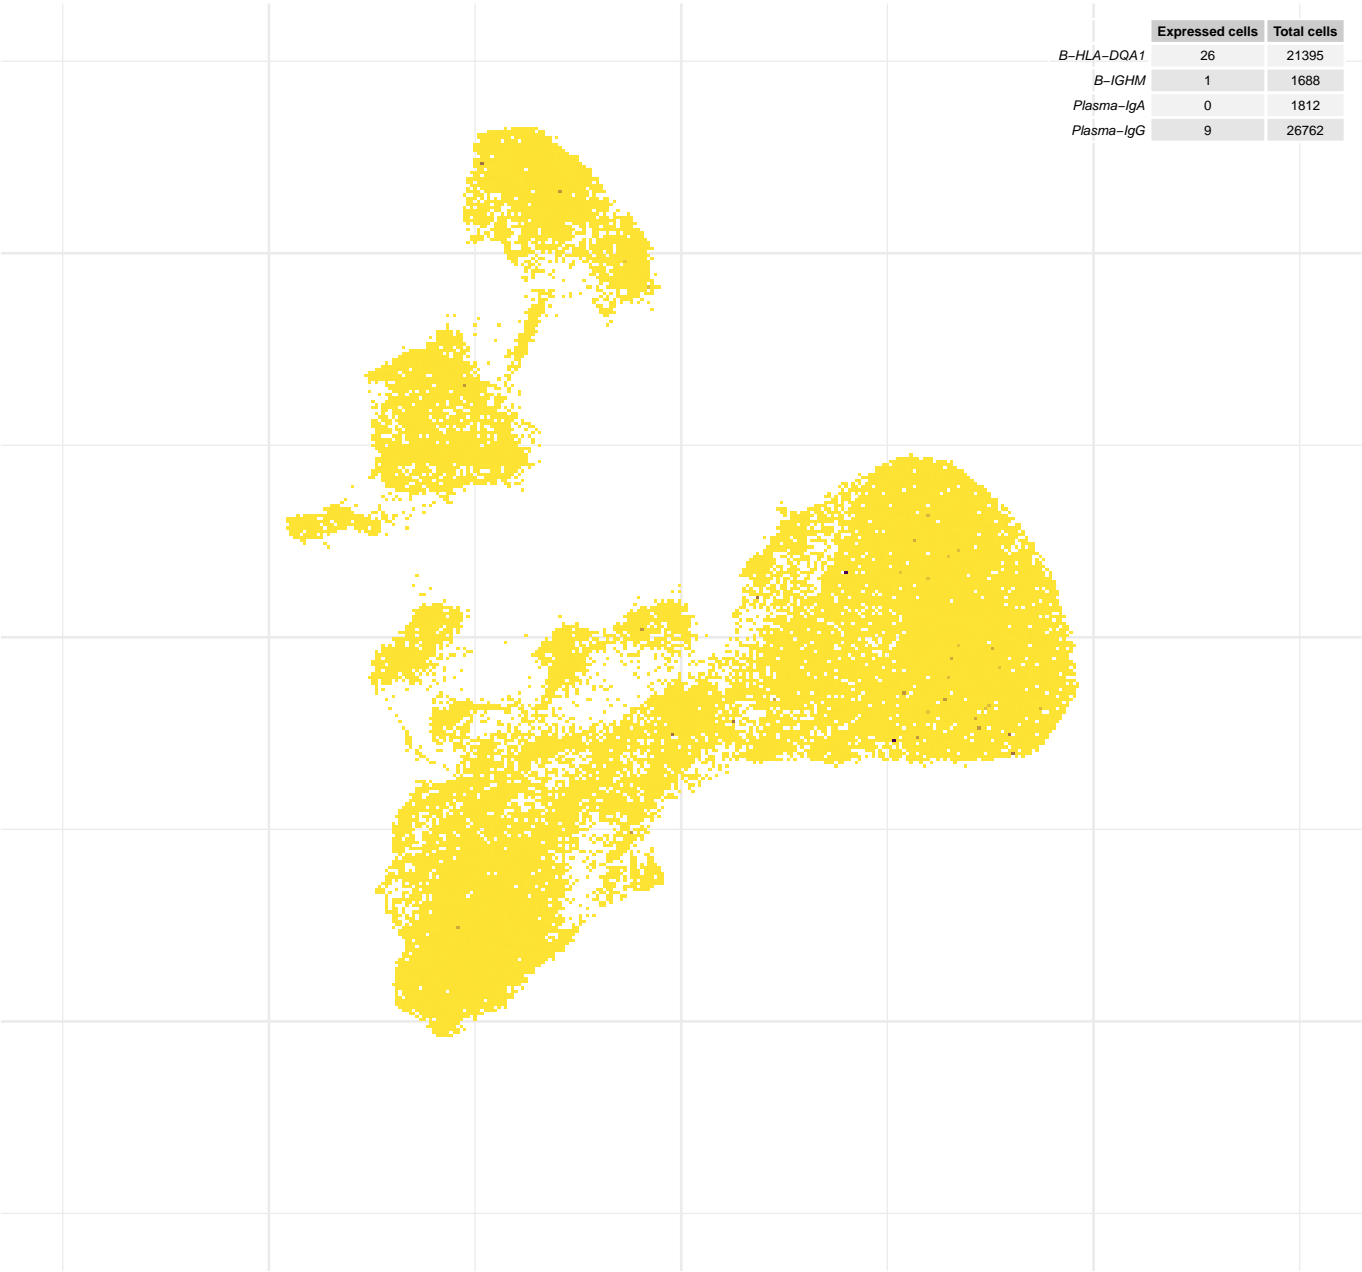 Expressed cells Total cells
B−HLA−DQA1 26 21395
B−IGHM 1 1688
Plasma−IgA 0 1812
Plasma−IgG 9 26762